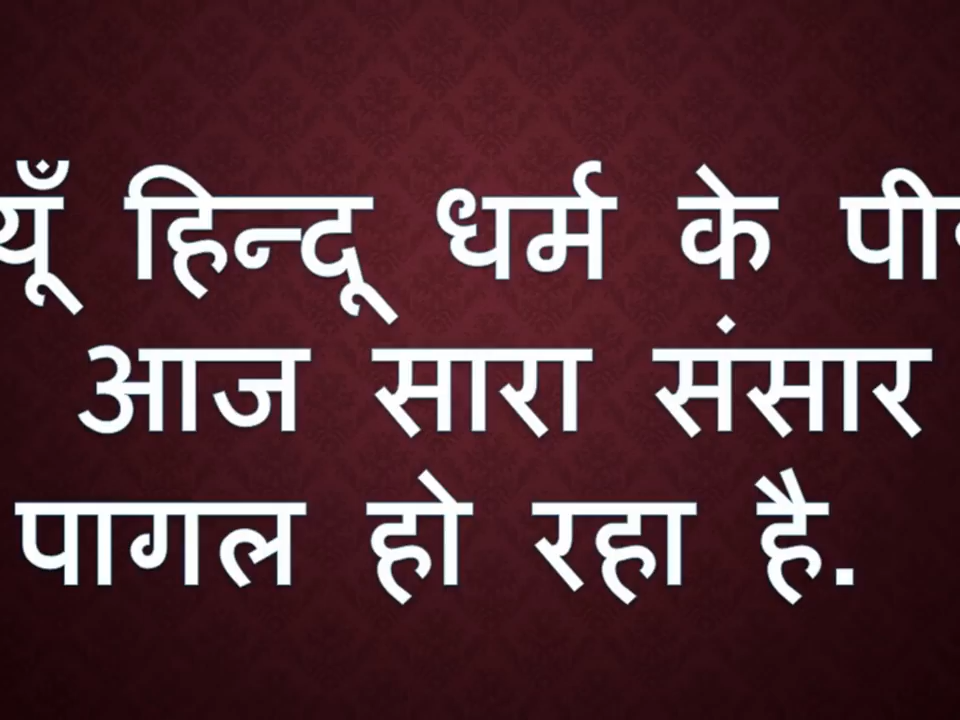 हिन्दू धर्म के
आज सारा संसार
पागल हो रहा है.